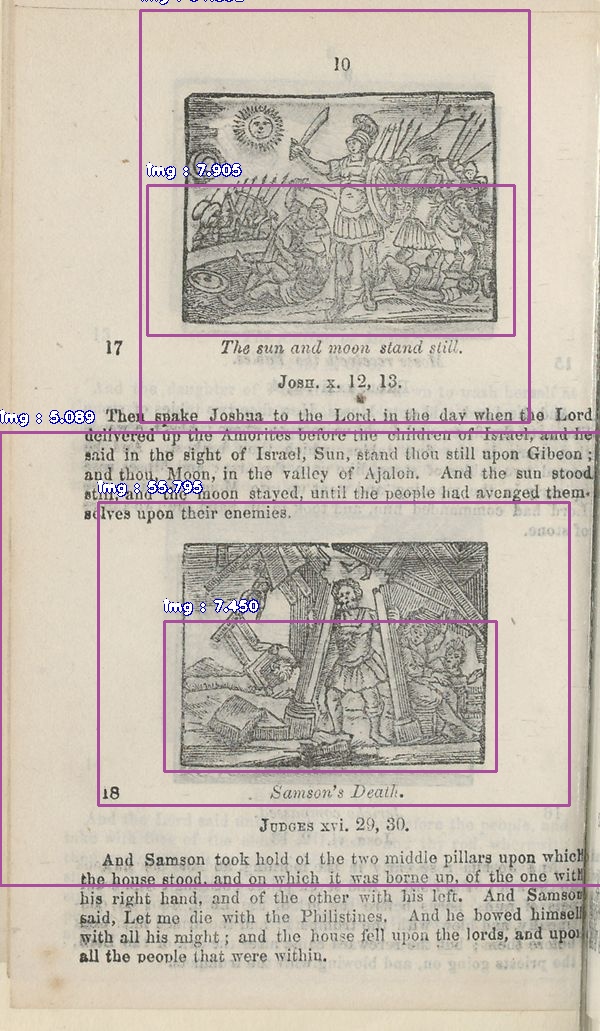 img : 54.
10
img : 7.905
17
The sun and moon stand still.
Josh. x. 12, 13.
img : 5.089
Then spake Joshua to the Lord, in the day when the Lord
delivered up the Amorites before the children of Israel, and he
said in the sight of Israel, Sun, stand thou still upon Gibeon;
and thou, Moon, in the valley of Ajalon. And the sun stood
still, and the moon stayed, until the people had avenged them-
selves upon their enemies.
img : 55.795
img : 7.450
18
Samson's Death.
Judges xvi. 29, 30.
And Samson took hold of the two middle pillars upon which
the house stood, and on which it was borne up, of the one with
his right hand, and of the other with his left. And Samson
said, Let me die with the Philistines. And he bowed himself
with all his might; and the house fell upon the lords, and upon
all the people that were within.